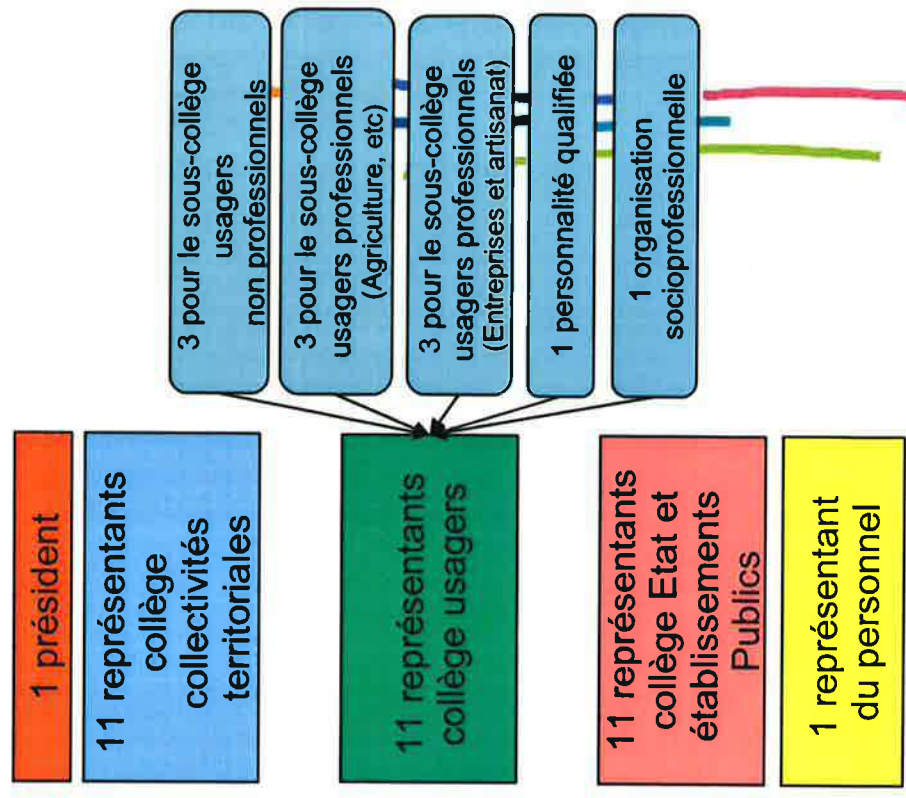 1 président
11 représentants
collège
collectivités
territoriales
11 représentants
collège usagers
11 représentants
collège Etat et
établissements
Publics
1 représentant
du personnel
3 pour le sous-collège
usagers
non professionnels
3 pour le sous-collège
usagers professionnels
(Agriculture, etc)
3 pour le sous-collège
usagers professionnels
(Entreprises et artisanat)
1 personnalité qualifiée
1 organisation
socioprofessionnelle